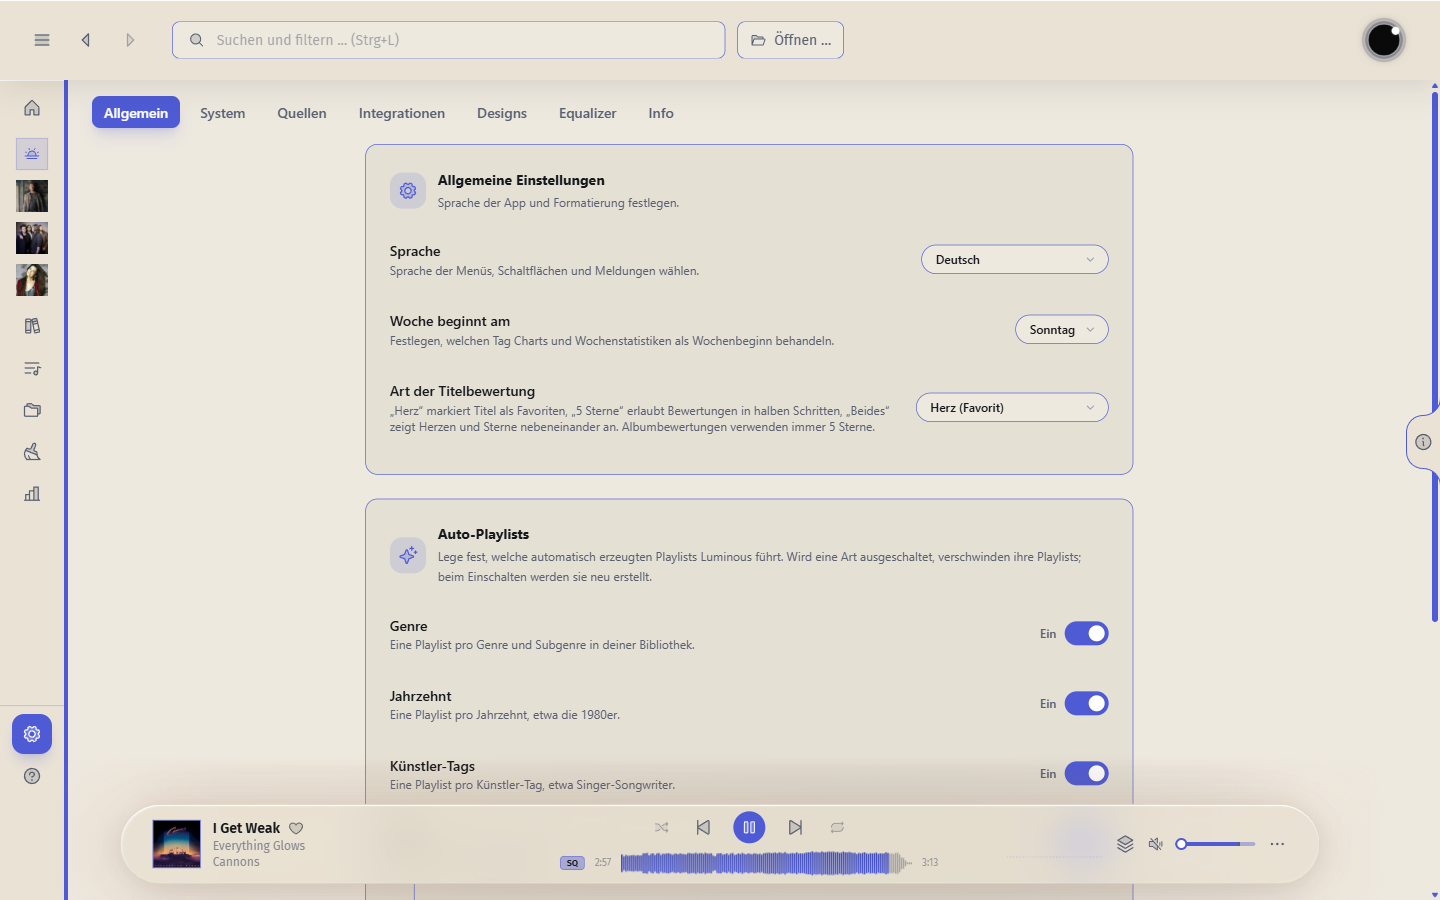 Suchen und filtern ... (Strg+L)
Öffnen ...
Allgemein
System
Quellen
Integrationen
Designs
Equalizer
Info
Allgemeine Einstellungen
Sprache der App und Formatierung festlegen.
Sprache
Sprache der Menüs, Schaltflächen und Meldungen wählen.
Deutsch
Woche beginnt am
Festlegen, welchen Tag Charts und Wochenstatistiken als Wochenbeginn behandeln.
Sonntag
Art der Titelbewertung
„Herz“ markiert Titel als Favoriten, „5 Sterne“ erlaubt Bewertungen in halben Schritten, „Beides“
zeigt Herzen und Sterne nebeneinander an. Albumbewertungen verwenden immer 5 Sterne.
Herz (Favorit)
Auto-Playlists
Lege fest, welche automatisch erzeugten Playlists Luminous führt. Wird eine Art ausgeschaltet, verschwinden ihre Playlists;
beim Einschalten werden sie neu erstellt.
Genre
Eine Playlist pro Genre und Subgenre in deiner Bibliothek.
Ein
Jahrzehnt
Eine Playlist pro Jahrzehnt, etwa die 1980er.
Ein
Künstler-Tags
Eine Playlist pro Künstler-Tag, etwa Singer-Songwriter.
Ein
I Get Weak
Everything Glows
Cannons
SQ
2:57
3:13